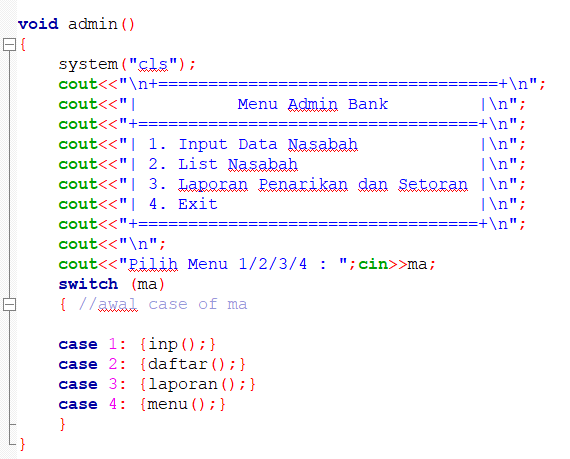 void admin()
{
    system("cls");
    cout<<"\n+==================================+\n";
    cout<<"|          Menu Admin Bank         |\n";
    cout<<"+==================================+\n";
    cout<<"| 1. Input Data Nasabah            |\n";
    cout<<"| 2. List Nasabah                  |\n";
    cout<<"| 3. Laporan Penarikan dan Setoran |\n";
    cout<<"| 4. Exit                          |\n";
    cout<<"+==================================+\n";
    cout<<"\n";
    cout<<"Pilih Menu 1/2/3/4 : ";cin>>ma;
    switch (ma)
    { //awal case of ma
    case 1: {inp();}
    case 2: {daftar();}
    case 3: {laporan();}
    case 4: {menu();}
    }
}